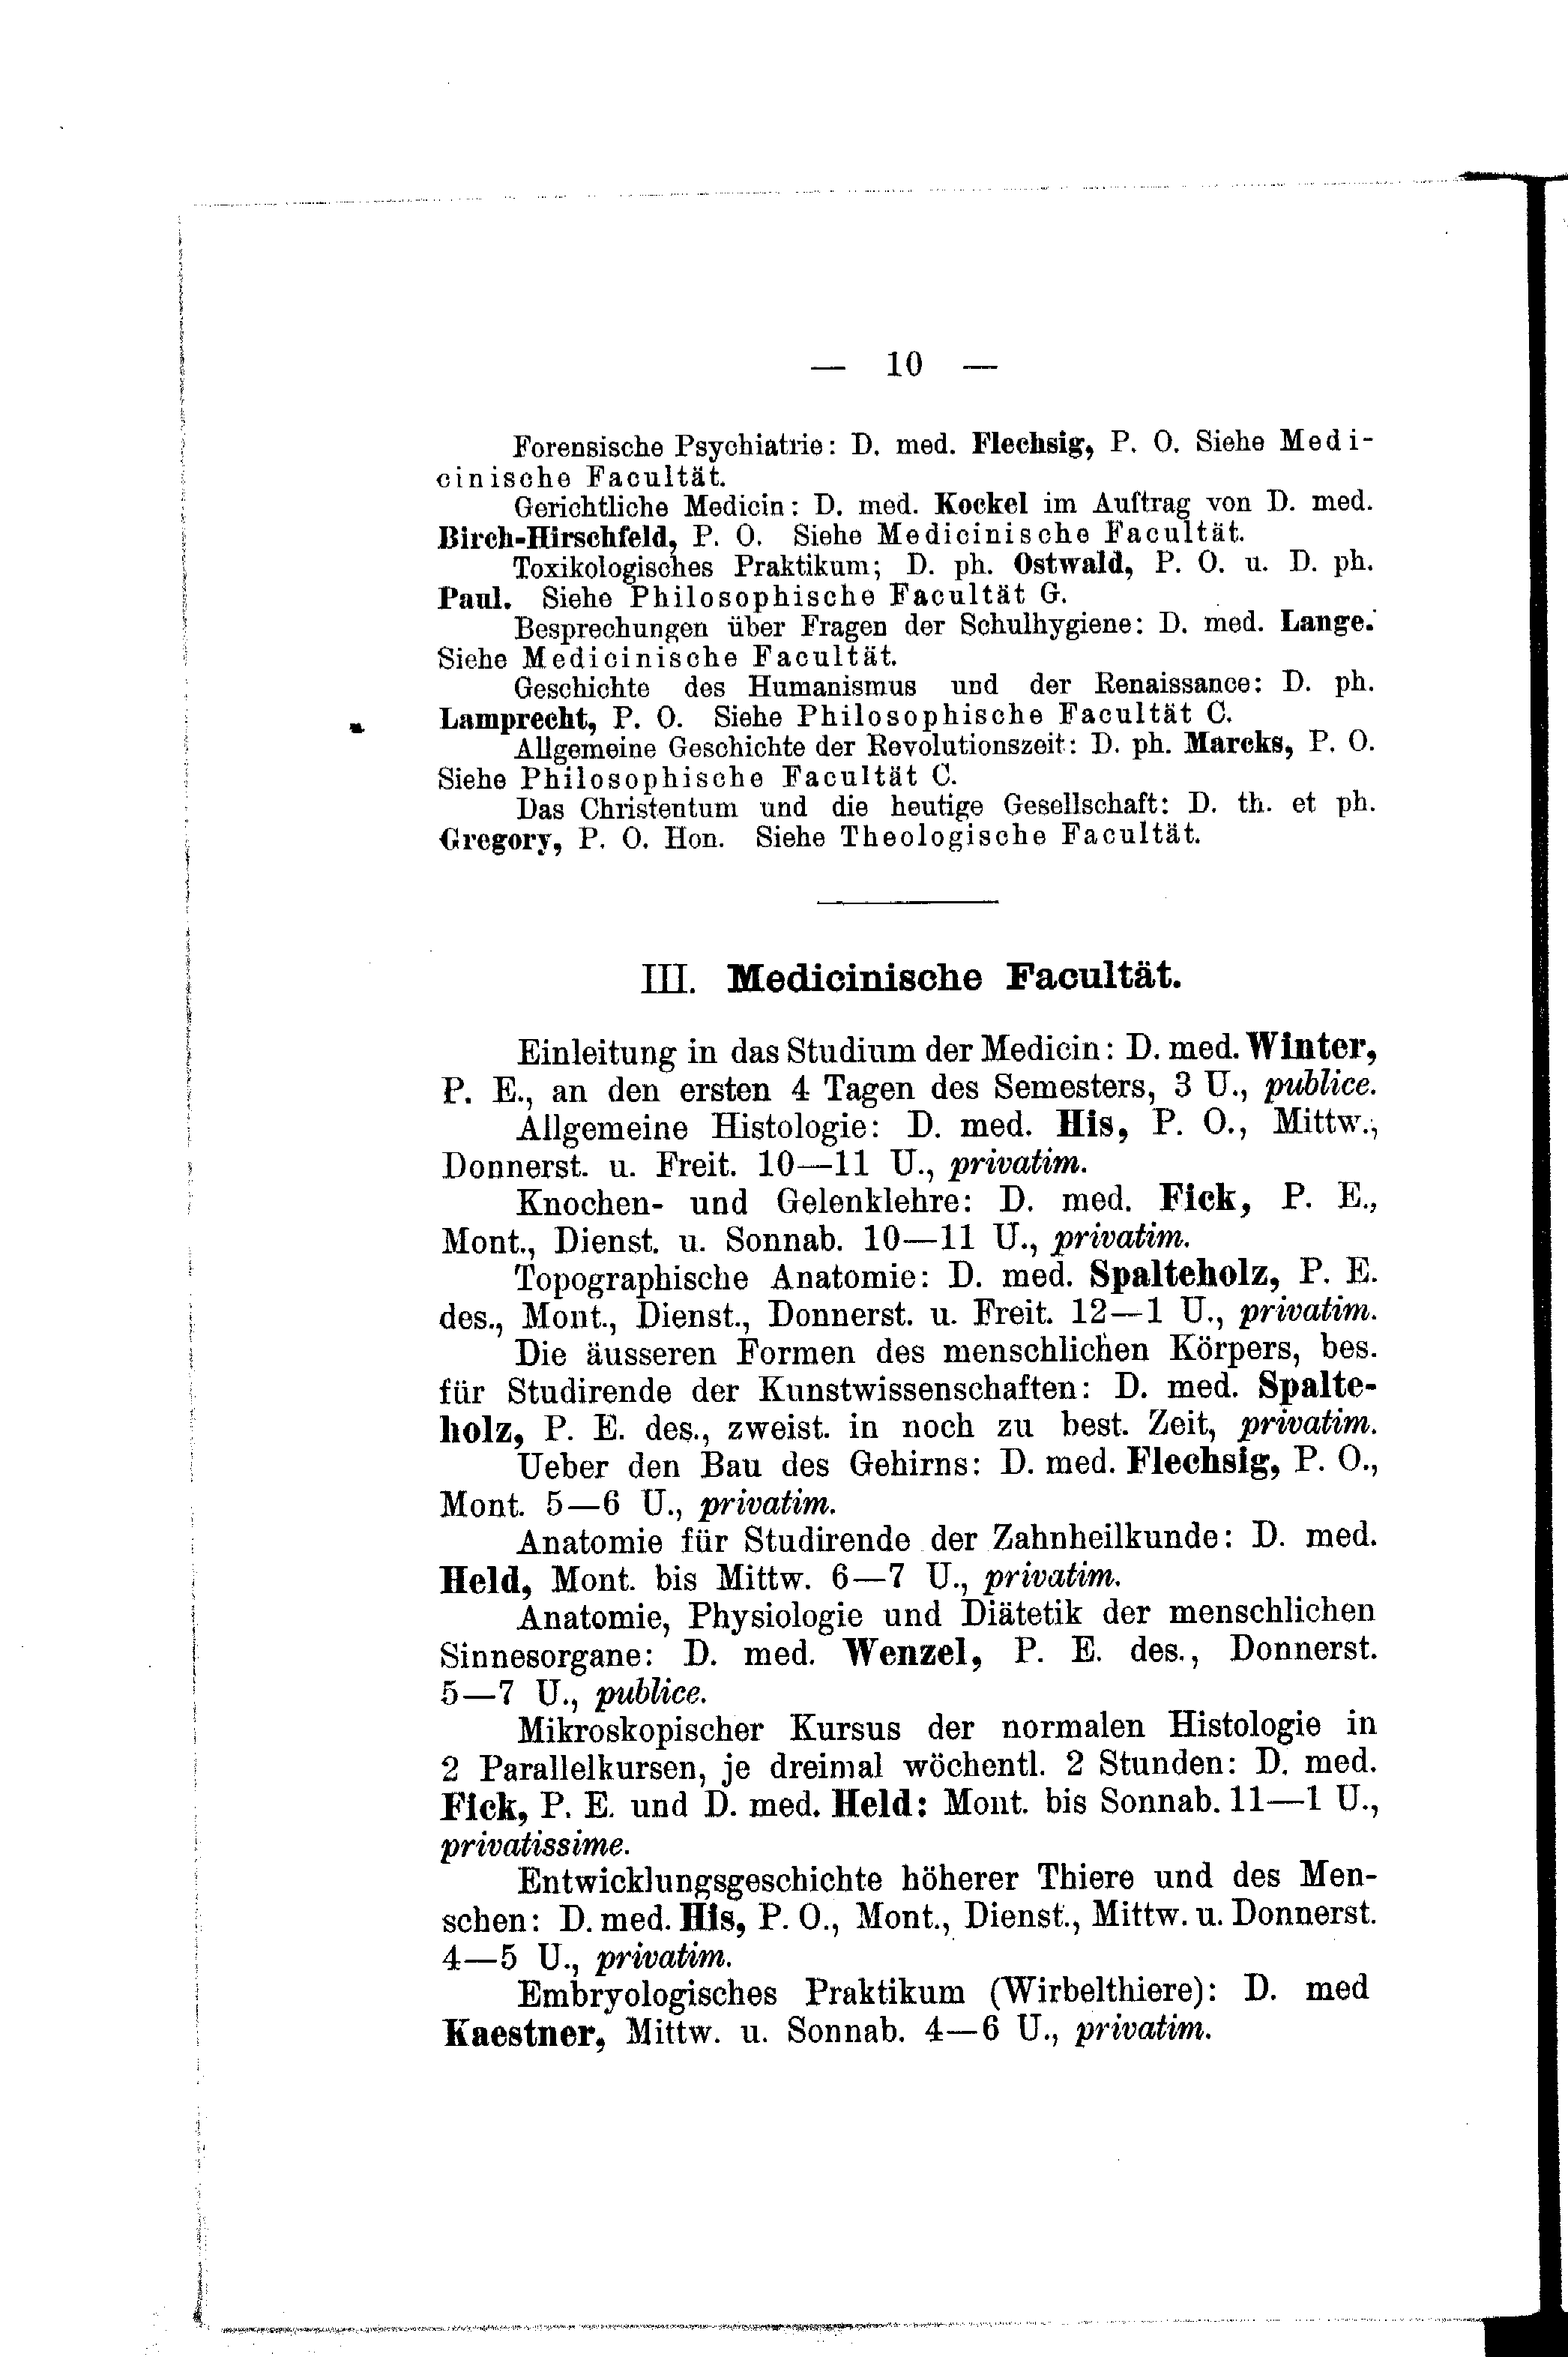 — 10 —
Forensische Psychiatrie: D. med. Flechsig, P. O. Siehe Medi-
cinische Facultät.
Gerichtliche Medicin: D. med. Kockel im Auftrag von D. med.
Birch-Hirschfeld, P. O. Siehe Medicinische Facultät.
Toxikologisches Praktikum; D. ph. Ostwald, P. O. u. D. ph.
Paul. Siehe Philosophische Facultät G.
Besprechungen über Fragen der Schulhygiene: D. med. Lange.
Siehe Medicinische Facultät.
Geschichte des Humanismus und der Renaissance: D. ph.
Lamprecht, P. O. Siehe Philosophische Facultät C.
Allgemeine Geschichte der Revolutionszeit: D. ph. Marcks, P. O.
Siehe Philosophische Facultät C.
Das Christentum und die heutige Gesellschaft: D. th. et ph.
Gregory, P. O. Hon. Siehe Theologische Facultät.
III. Medicinische Facultät.
Einleitung in das Studium der Medicin: D. med. Winter,
P. E., an den ersten 4 Tagen des Semesters, 3 U., publice.
Allgemeine Histologie: D. med. His, P. O., Mittw.,
Donnerst. u. Freit. 10—11 U., privatim.
Knochen- und Gelenklehre: D. med. Fick, P. E.,
Mont., Dienst. u. Sonnab. 10—11 U., privatim.
Topographische Anatomie: D. med. Spalteholz, P. E.
des., Mont., Dienst., Donnerst. u. Freit. 12—1 U., privatim.
Die äusseren Formen des menschlichen Körpers, bes.
für Studirende der Kunstwissenschaften: D. med. Spalte-
holz, P. E. des., zweist. in noch zu best. Zeit, privatim.
Ueber den Bau des Gehirns: D. med. Flechsig, P. O.,
Mont. 5—6 U., privatim.
Anatomie für Studirende der Zahnheilkunde: D. med.
Held, Mont. bis Mittw. 6—7 U., privatim.
Anatomie, Physiologie und Diätetik der menschlichen
Sinnesorgane: D. med. Wenzel, P. E. des., Donnerst.
5—7 U., publice.
Mikroskopischer Kursus der normalen Histologie in
2 Parallelkursen, je dreimal wöchentl. 2 Stunden: D. med.
Fick, P. E. und D. med. Held: Mont. bis Sonnab. 11—1 U.,
privatissime.
Entwicklungsgeschichte höherer Thiere und des Men-
schen: D. med. His, P. O., Mont., Dienst., Mittw. u. Donnerst.
4—5 U., privatim.
Embryologisches Praktikum (Wirbelthiere): D. med
Kaestner, Mittw. u. Sonnab. 4—6 U., privatim.